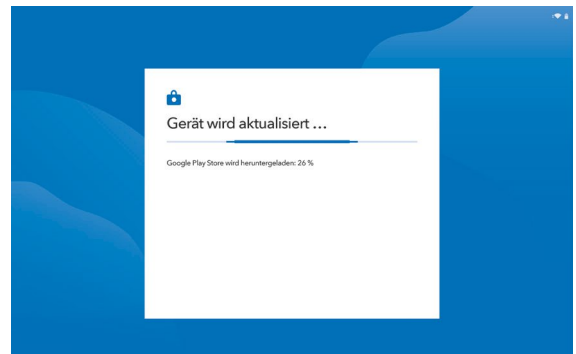 Gerät wird aktualisiert …
Google Play Store wird heruntergeladen: 26 %